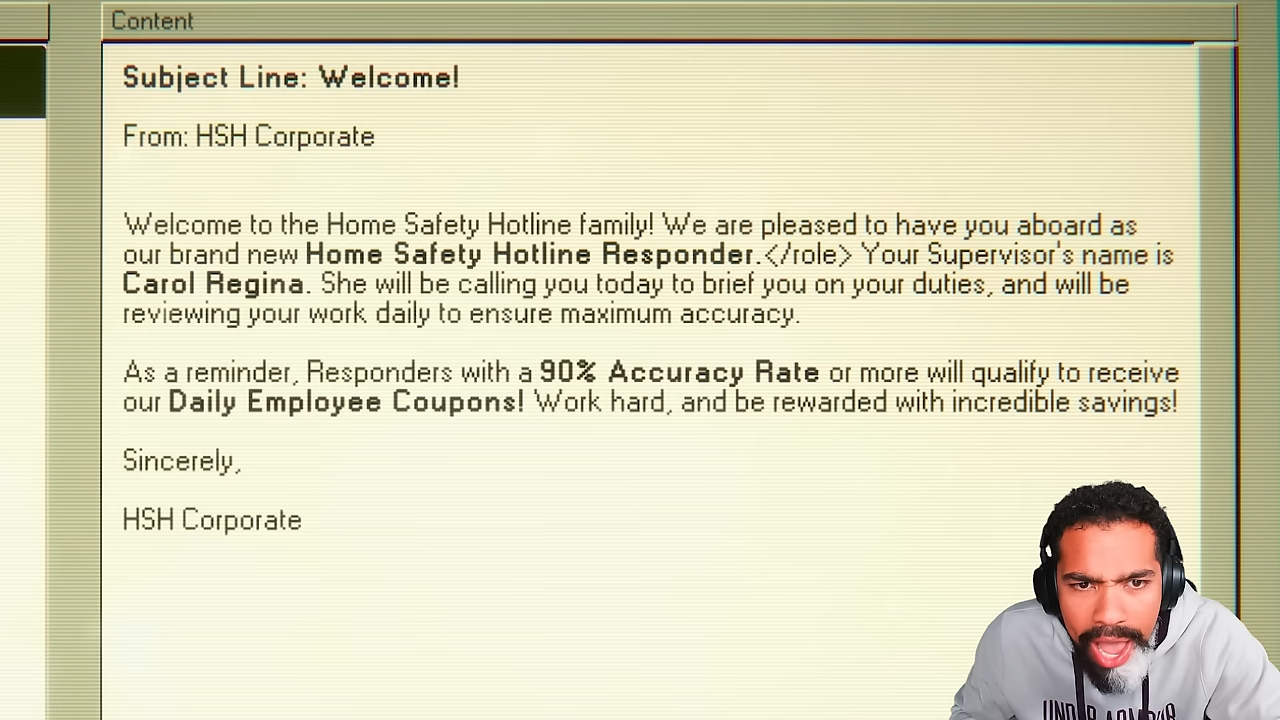 Content
Subject Line: Welcome!
From: HSH Corporate
Welcome to the Home Safety Hotline family! We are pleased to have you aboard as
our brand new Home Safety Hotline Responder.</role> Your Supervisor's name is
Carol Regina. She will be calling you today to brief you on your duties, and will be
reviewing your work daily to ensure maximum accuracy.
As a reminder, Responders with a 90% Accuracy Rate or more will qualify to receive
our Daily Employee Coupons! Work hard, and be rewarded with incredible savings!
Sincerely,
HSH Corporate
UNDER ARMOUR